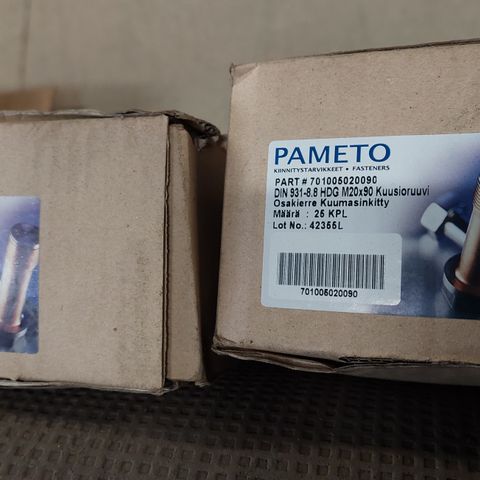 PAMETO
KIINNITYSTARVIKKEET • FASTENERS
PART # 701005020090
DIN 931-8.8 HDG M20x90 Kuusioruuvi
Osakierre Kuumasinkitty
Määrä : 25 KPL
Lot No.: 42355L
701005020090